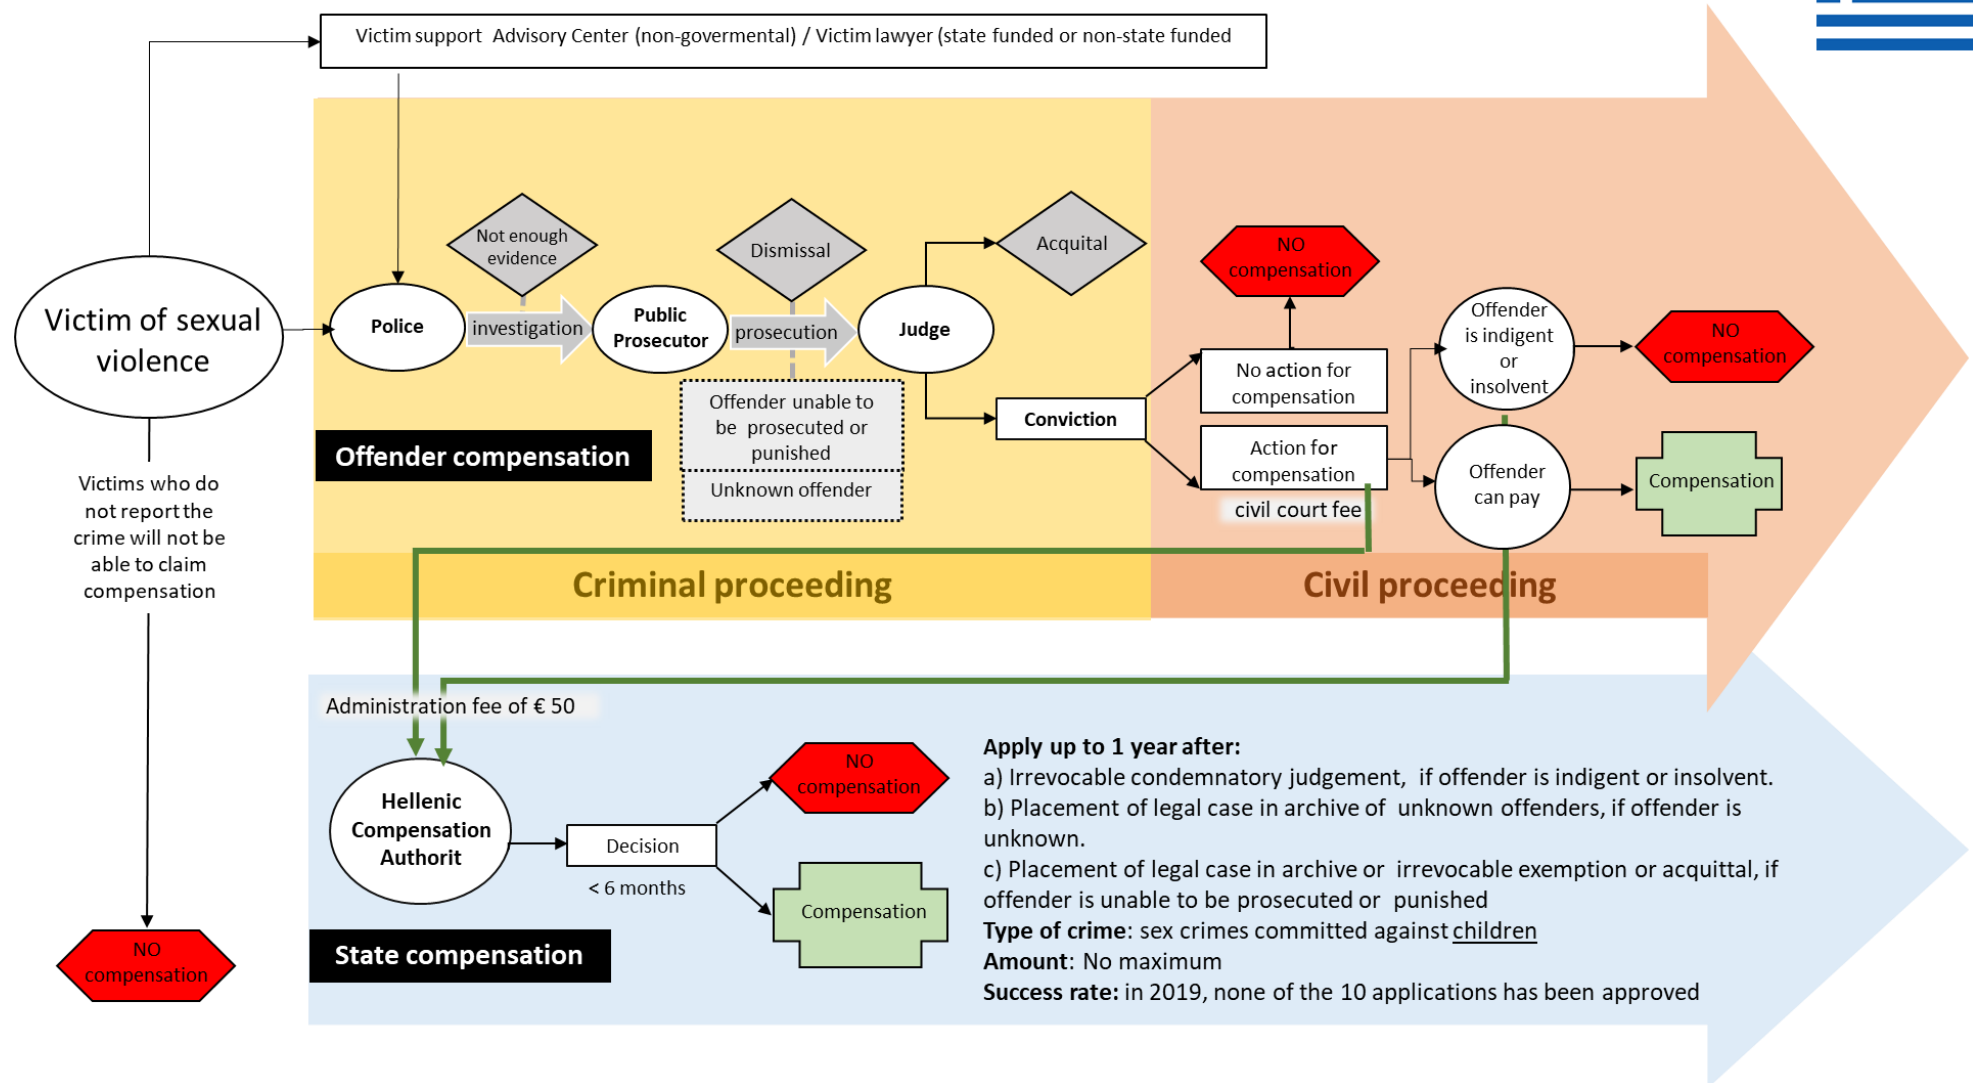 Victim support Advisory Center (non-govermental) / Victim lawyer (state funded or non-state funded
Not enough
evidence
Dismissal
Acquital
NO
compensation
Victim of sexual
violence
Police
investigation
Public
Prosecutor
prosecution
Judge
Offender
is indigent
or
insolvent
NO
compensation
No action for
compensation
Offender unable to
be prosecuted or
punished
Unknown offender
Conviction
Action for
compensation
civil court fee
Offender
can pay
Compensation
Offender compensation
Victims who do
not report the
crime will not be
able to claim
compensation
Criminal proceeding
Civil proceeding
Administration fee of € 50
Hellenic
Compensation
Authorit
Decision
< 6 months
NO
compensation
Compensation
Apply up to 1 year after:
a) Irrevocable condemnatory judgement, if offender is indigent or insolvent.
b) Placement of legal case in archive of unknown offenders, if offender is
unknown.
c) Placement of legal case in archive or irrevocable exemption or acquittal, if
offender is unable to be prosecuted or punished
Type of crime: sex crimes committed against children
Amount: No maximum
Success rate: in 2019, none of the 10 applications has been approved
State compensation
NO
compensation